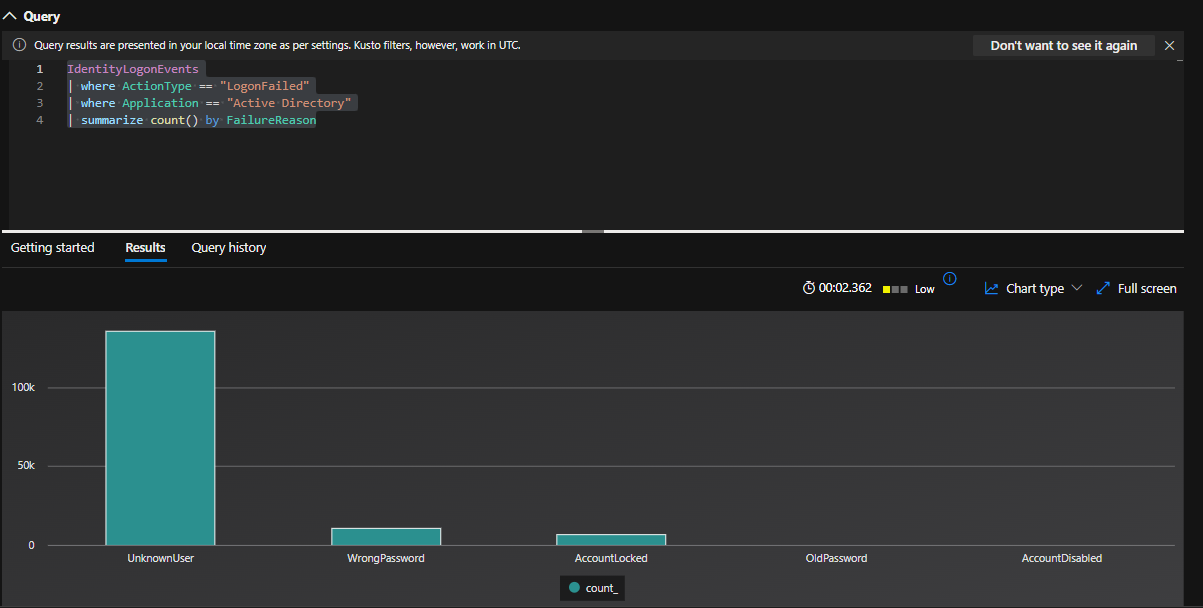 Query
Query results are presented in your local time zone as per settings. Kusto filters, however, work in UTC.
Don't want to see it again
1 IdentityLogonEvents
2 | where ActionType == "LogonFailed"
3 | where Application == "Active Directory"
4 | summarize count() by FailureReason
Getting started Results Query history
00:02.362 Low Chart type Full screen
100k
50k
0
UnknownUser WrongPassword AccountLocked OldPassword AccountDisabled
count_